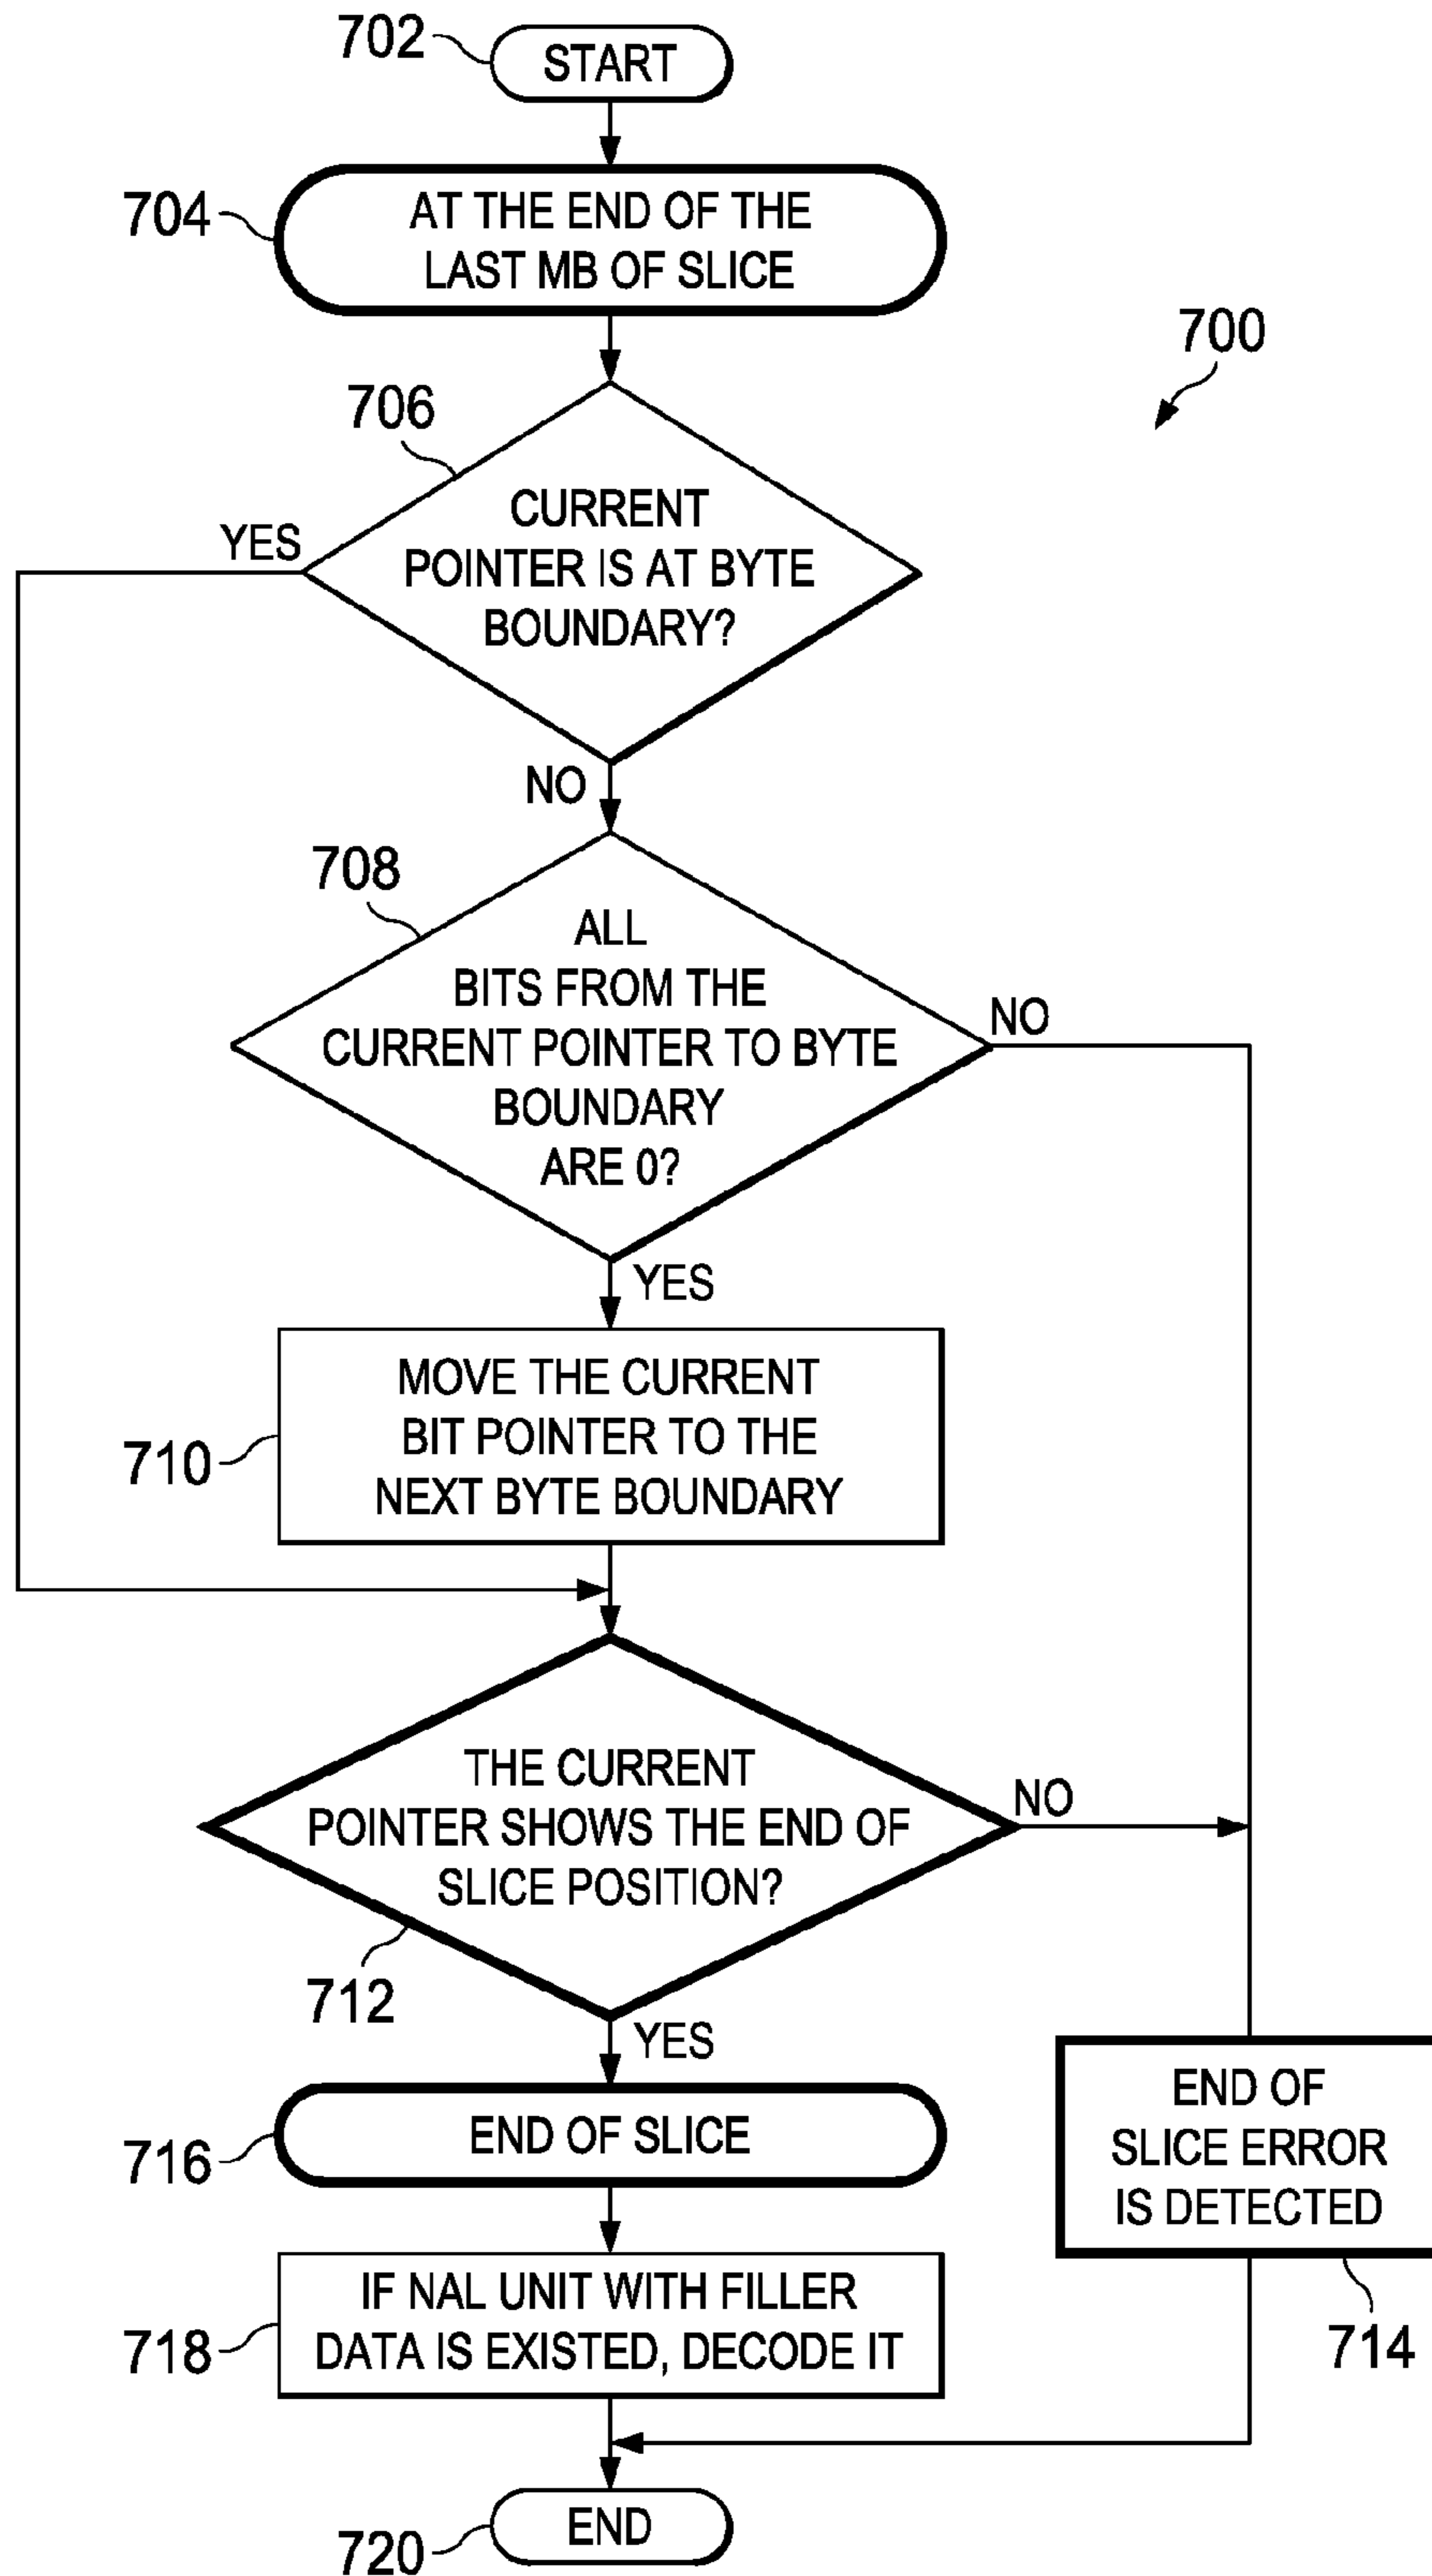 702
START
704
AT THE END OF THE
LAST MB OF SLICE
700
706
CURRENT
POINTER IS AT BYTE
BOUNDARY?
YES
NO
708
ALL
BITS FROM THE
CURRENT POINTER TO BYTE
BOUNDARY
ARE 0?
NO
YES
710
MOVE THE CURRENT
BIT POINTER TO THE
NEXT BYTE BOUNDARY
THE CURRENT
POINTER SHOWS THE END OF
SLICE POSITION?
NO
712
YES
716
END OF SLICE
END OF
SLICE ERROR
IS DETECTED
714
718
IF NAL UNIT WITH FILLER
DATA IS EXISTED, DECODE IT
720
END